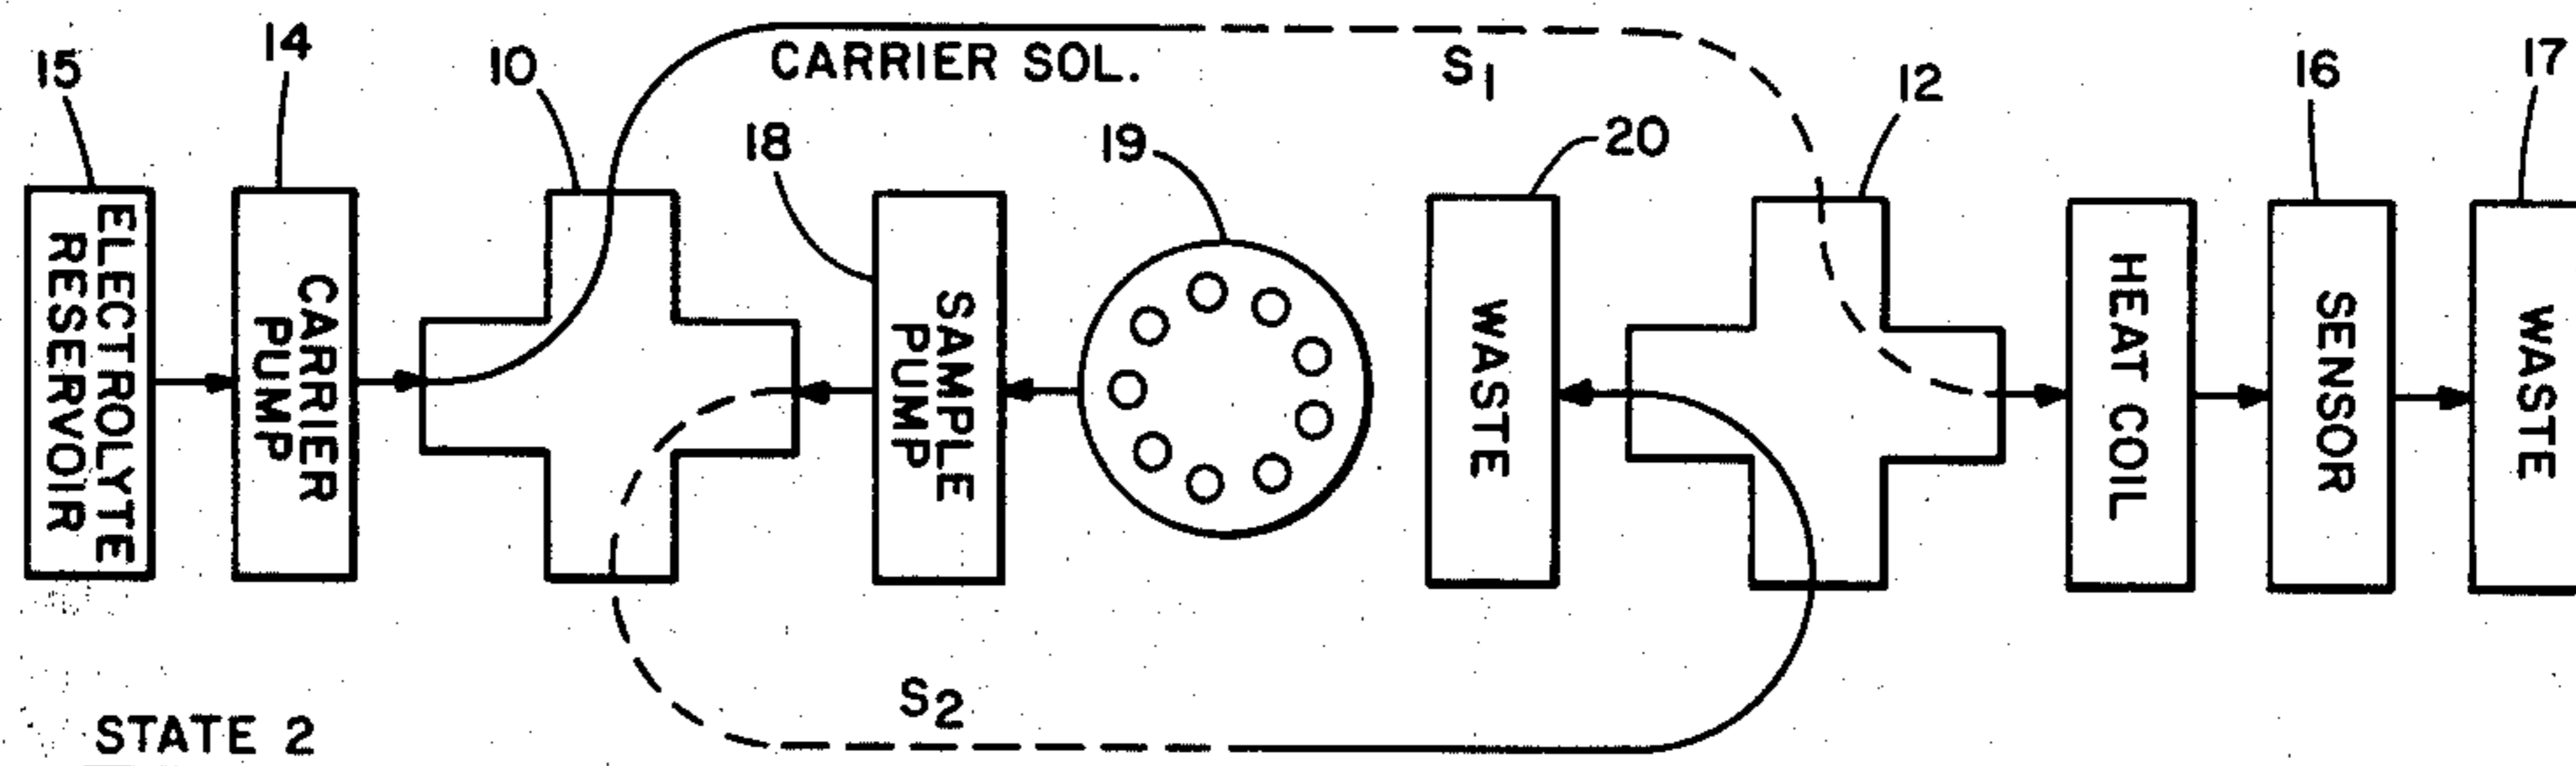 15
14
10
CARRIER SOL.
S1
12
16
17
18
19
20
ELECTROLYTE
RESERVOIR
CARRIER
PUMP
SAMPLE
PUMP
WASTE
HEAT COIL
SENSOR
WASTE
S2
STATE 2